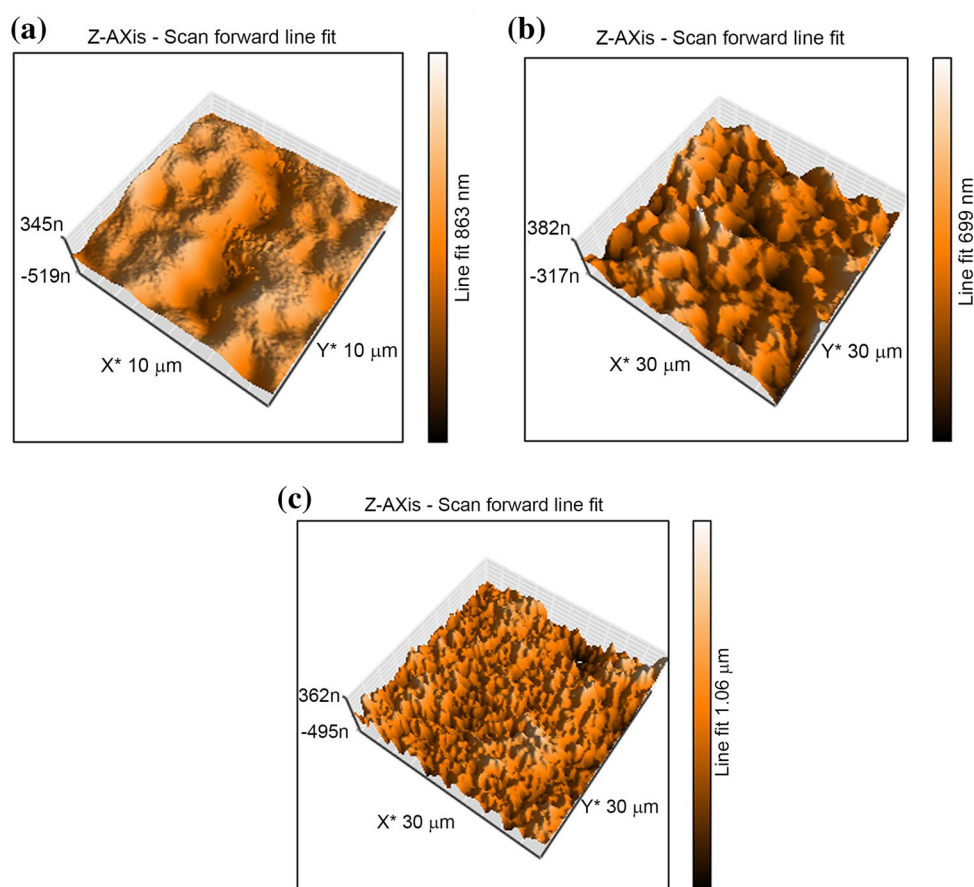 (a)
Z-AXis - Scan forward line fit
345n
-519n
X* 10 μm
Y* 10 μm
Line fit 863 nm
(b)
Z-AXis - Scan forward line fit
382n
-317n
X* 30 μm
Y* 30 μm
Line fit 699 nm
(c)
Z-AXis - Scan forward line fit
362n
-495n
X* 30 μm
Y* 30 μm
Line fit 1.06 μm